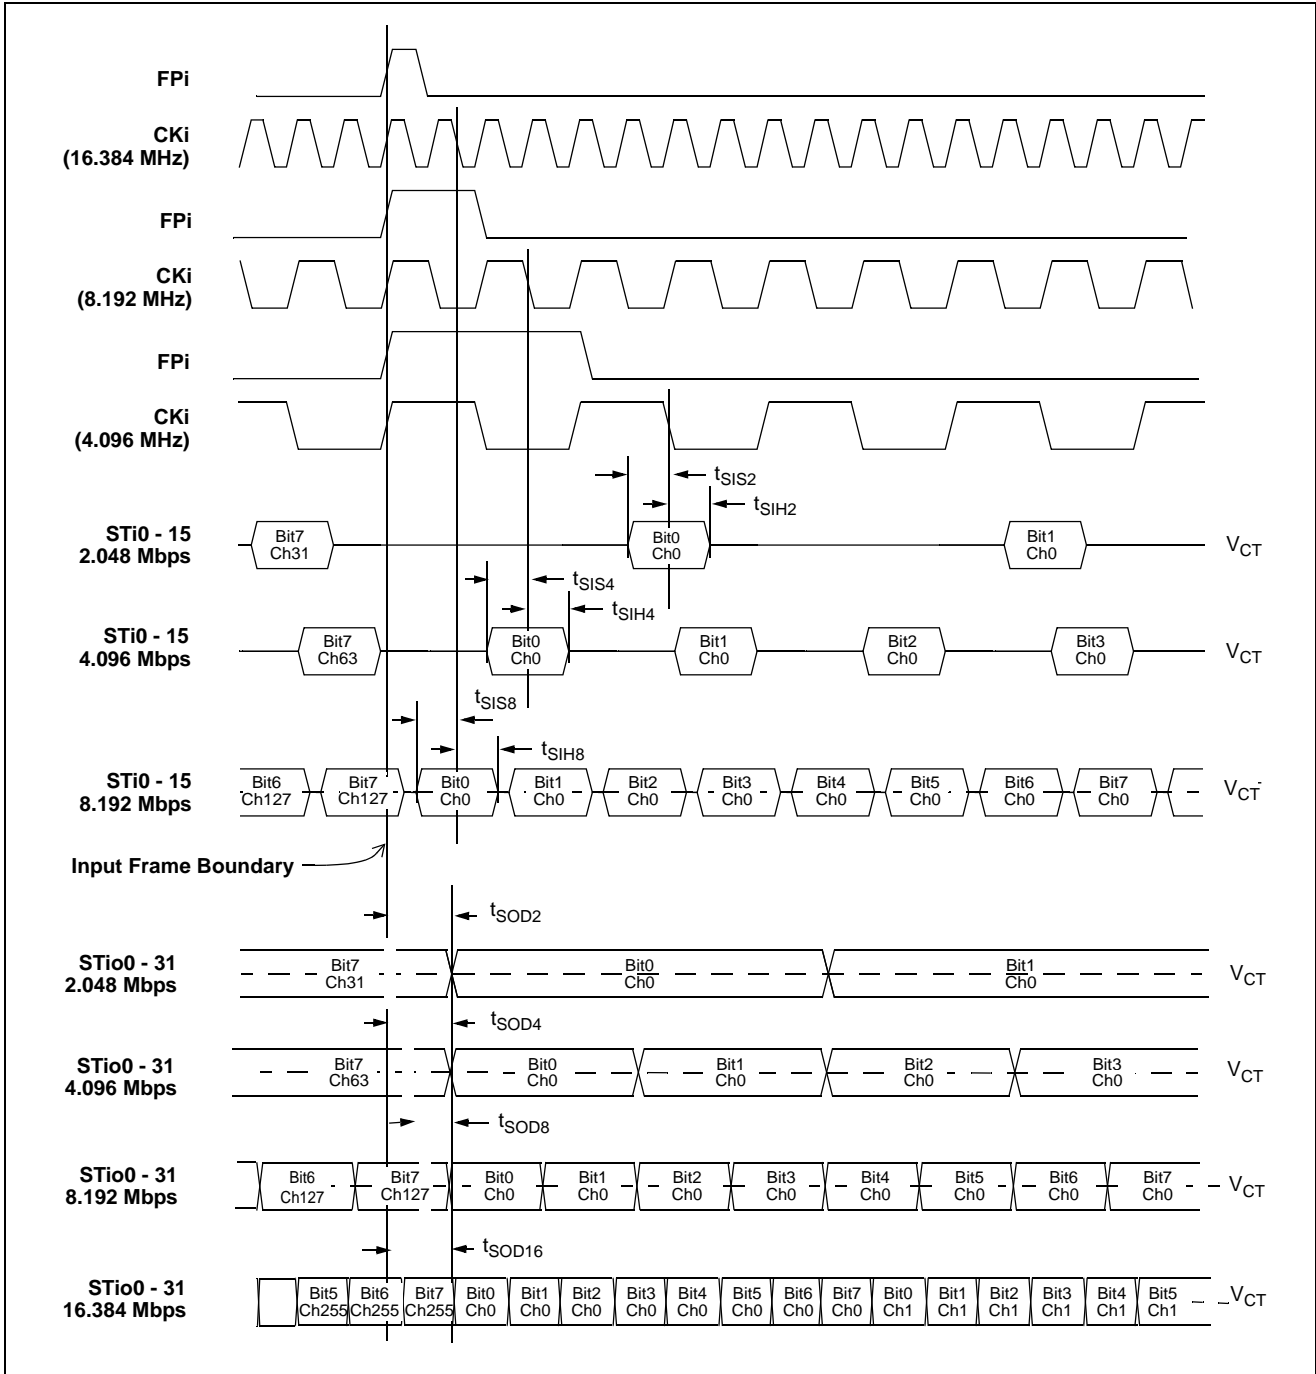 FPi
CKi
(16.384 MHz)
FPi
CKi
(8.192 MHz)
FPi
CKi
(4.096 MHz)
tSIS2
tSIH2
STi0 - 15
2.048 Mbps
Bit7
Ch31
Bit0
Ch0
Bit1
Ch0
VCT
tSIS4
tSIH4
STi0 - 15
4.096 Mbps
Bit7
Ch63
Bit0
Ch0
Bit1
Ch0
Bit2
Ch0
Bit3
Ch0
VCT
tSIS8
tSIH8
STi0 - 15
8.192 Mbps
Bit6
Ch127
Bit7
Ch127
Bit0
Ch0
Bit1
Ch0
Bit2
Ch0
Bit3
Ch0
Bit4
Ch0
Bit5
Ch0
Bit6
Ch0
Bit7
Ch0
VCT
Input Frame Boundary
tSOD2
STio0 - 31
2.048 Mbps
Bit7
Ch31
Bit0
Ch0
Bit1
Ch0
VCT
tSOD4
STio0 - 31
4.096 Mbps
Bit7
Ch63
Bit0
Ch0
Bit1
Ch0
Bit2
Ch0
Bit3
Ch0
VCT
tSOD8
STio0 - 31
8.192 Mbps
Bit6
Ch127
Bit7
Ch127
Bit0
Ch0
Bit1
Ch0
Bit2
Ch0
Bit3
Ch0
Bit4
Ch0
Bit5
Ch0
Bit6
Ch0
Bit7
Ch0
VCT
tSOD16
STio0 - 31
16.384 Mbps
Bit5
Ch255
Bit6
Ch255
Bit7
Ch255
Bit0
Ch0
Bit1
Ch0
Bit2
Ch0
Bit3
Ch0
Bit4
Ch0
Bit5
Ch0
Bit6
Ch0
Bit7
Ch0
Bit0
Ch1
Bit1
Ch1
Bit2
Ch1
Bit3
Ch1
Bit4
Ch1
Bit5
Ch1
VCT